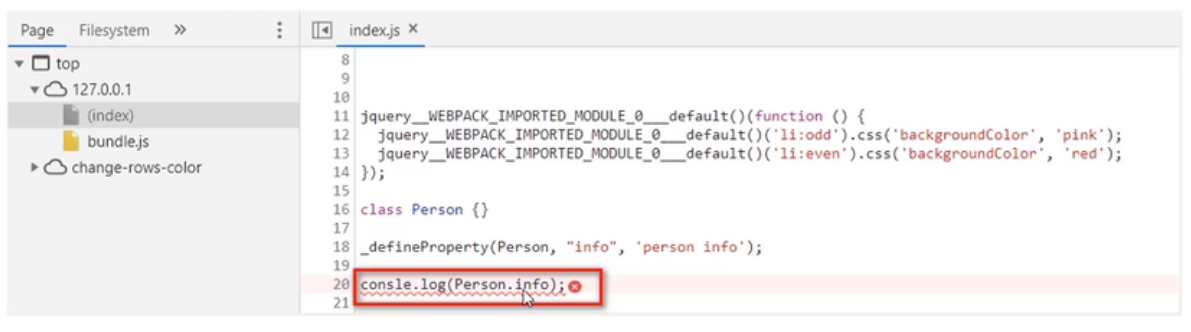 Page Filesystem »
index.js ×
top
127.0.0.1
(index)
bundle.js
change-rows-color
8
9
10
11 jquery__WEBPACK_IMPORTED_MODULE_0___default()(function () {
12 jquery__WEBPACK_IMPORTED_MODULE_0___default()('li:odd').css('backgroundColor', 'pink');
13 jquery__WEBPACK_IMPORTED_MODULE_0___default()('li:even').css('backgroundColor', 'red');
14 });
15
16 class Person {}
17
18 _defineProperty(Person, "info", 'person info');
19
20 consle.log(Person.info);
21